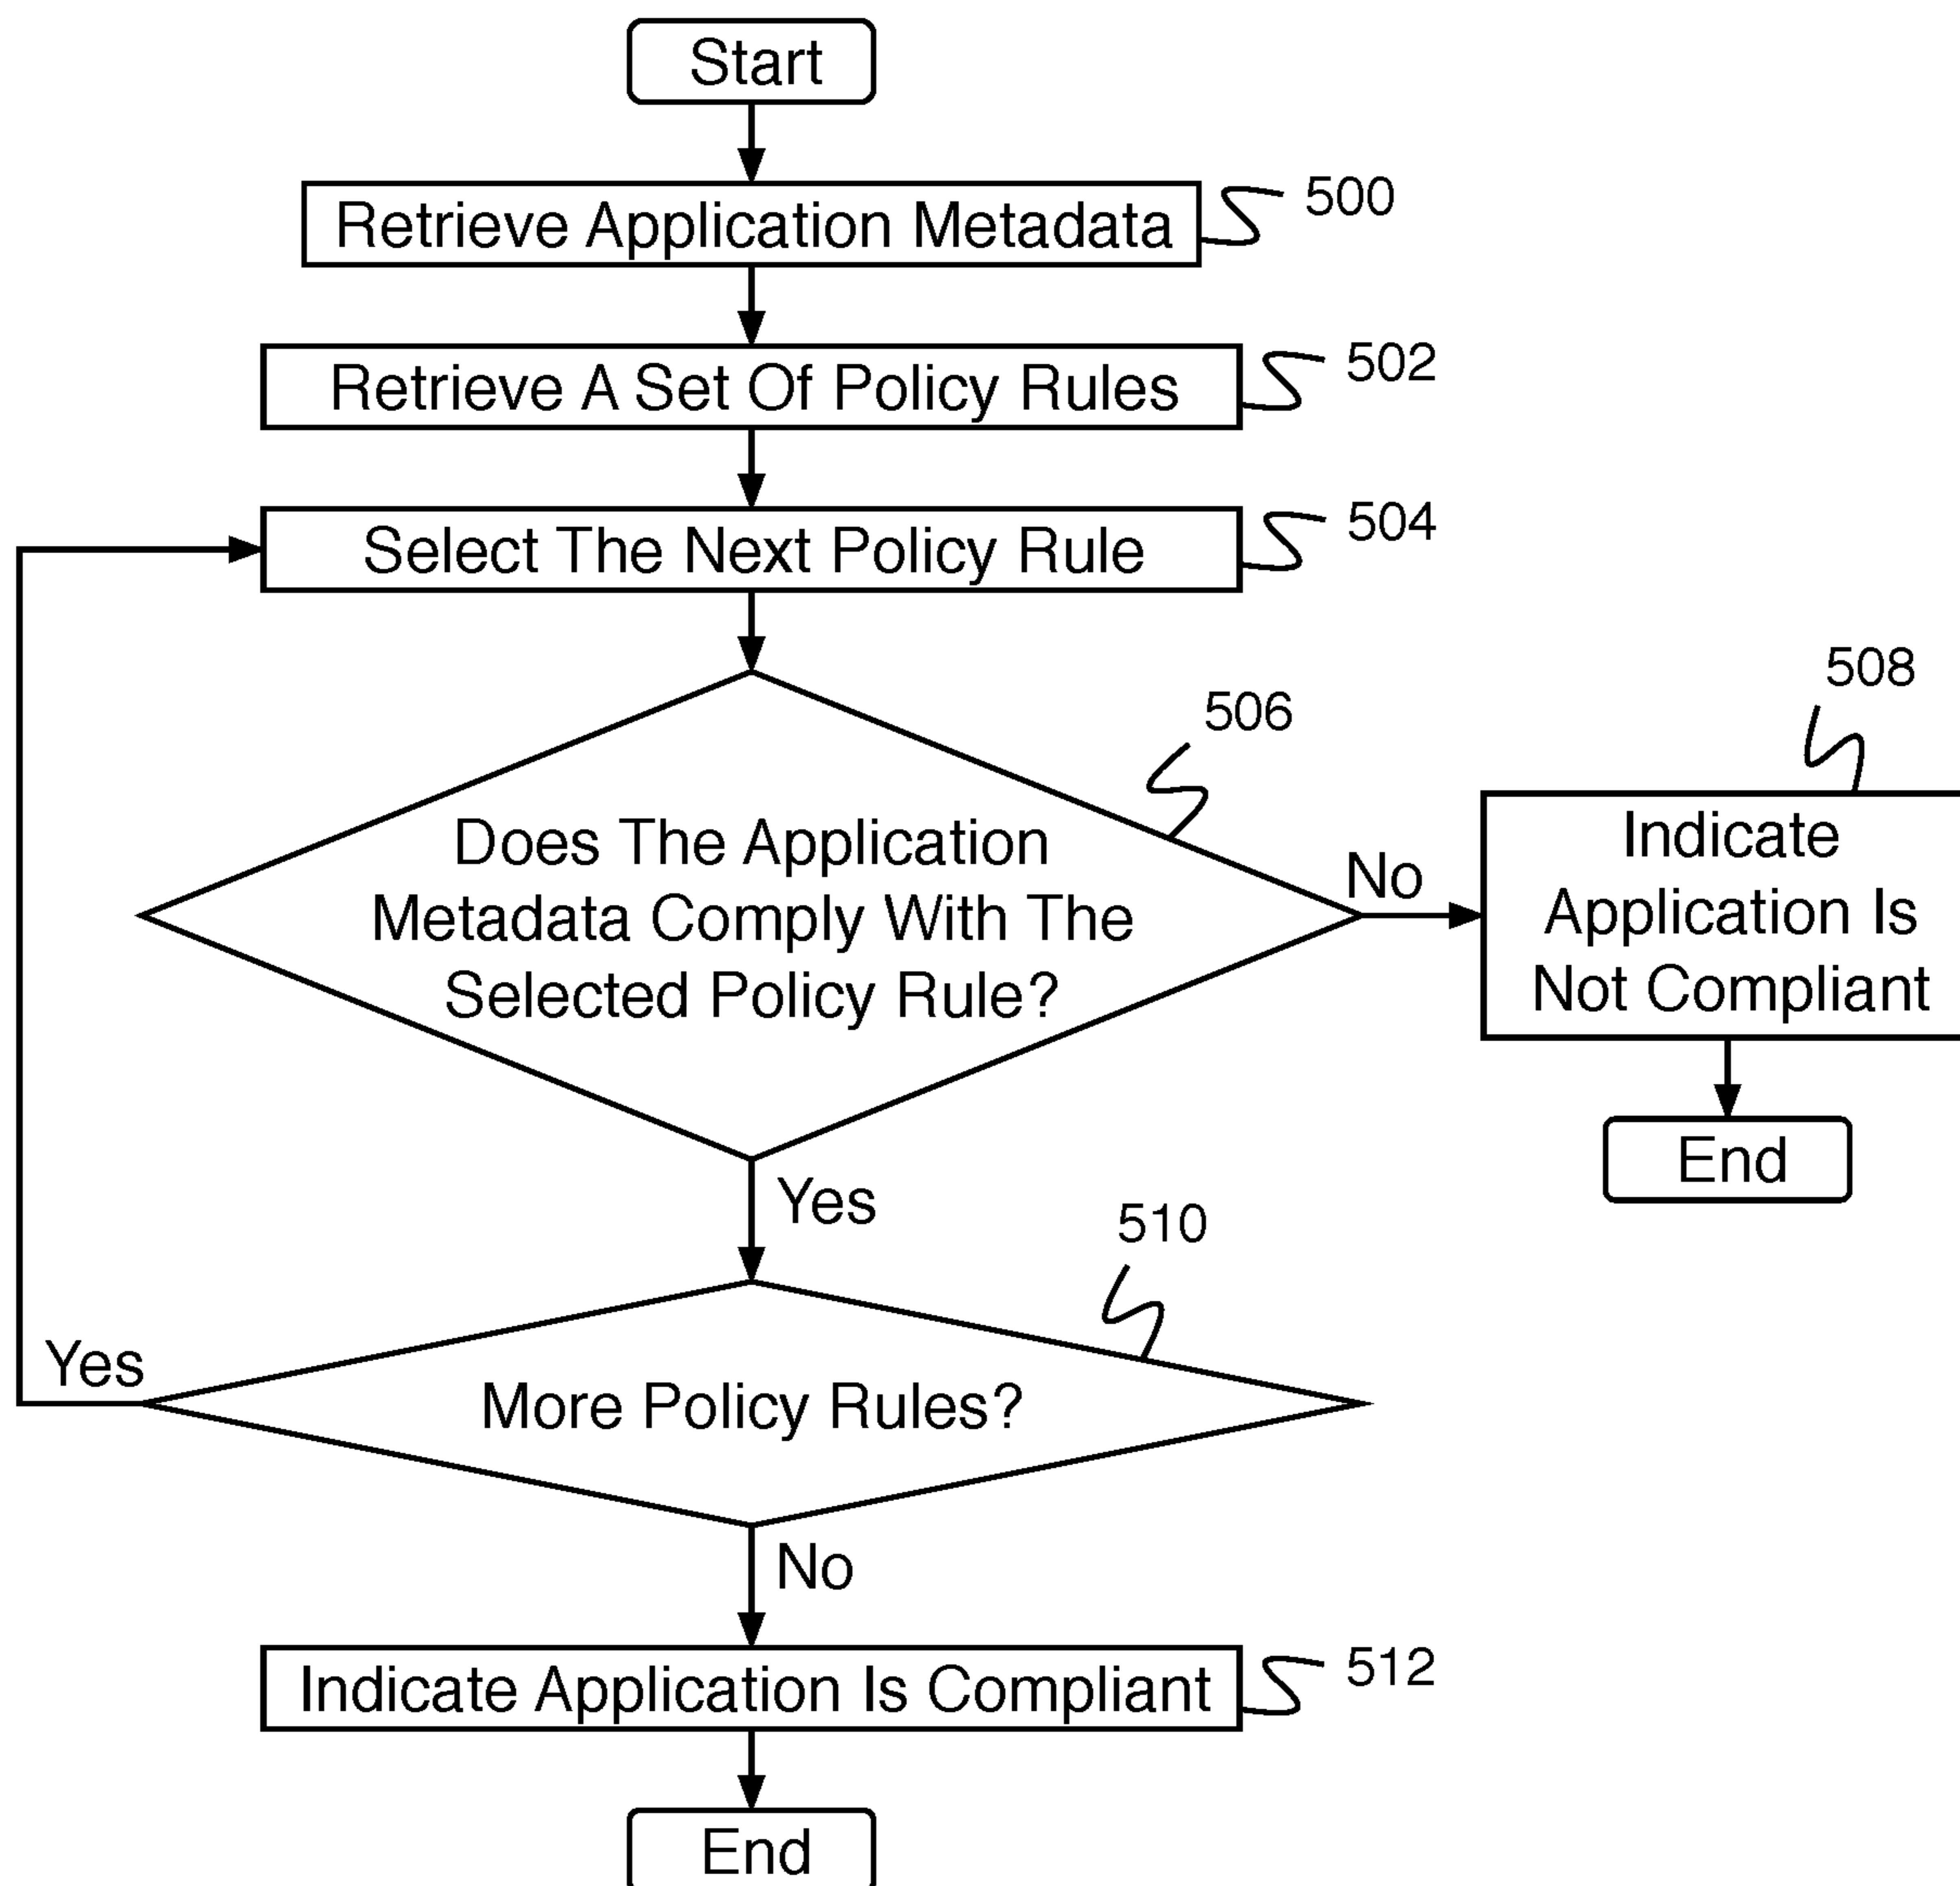 Start
Retrieve Application Metadata
500
Retrieve A Set Of Policy Rules
502
Select The Next Policy Rule
504
506
508
Does The Application
Metadata Comply With The
Selected Policy Rule?
No
Indicate
Application Is
Not Compliant
End
Yes
510
Yes
More Policy Rules?
No
Indicate Application Is Compliant
512
End